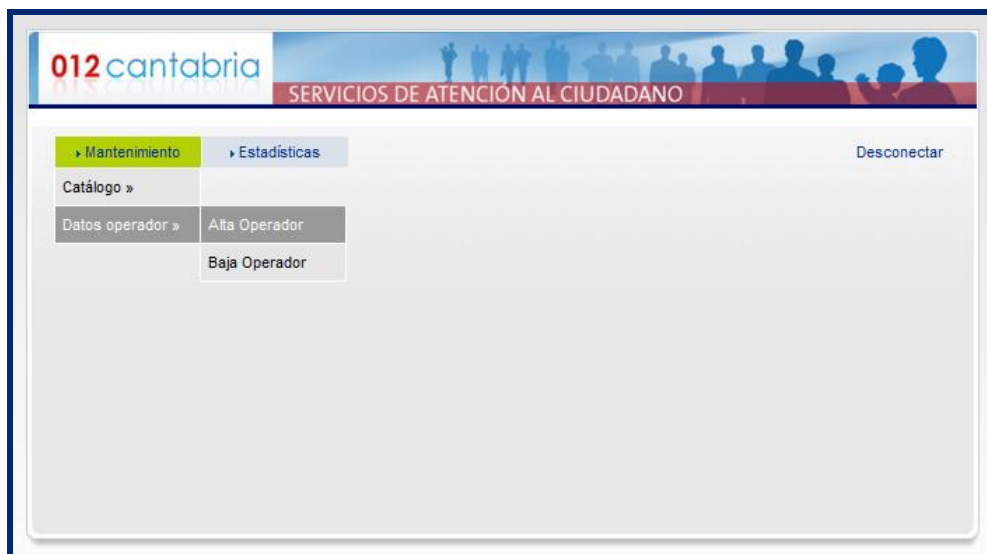 012 cantabria
SERVICIOS DE ATENCIÓN AL CIUDADANO
Mantenimiento Estadísticas Desconectar
Catálogo »
Datos operador » Alta Operador
Baja Operador